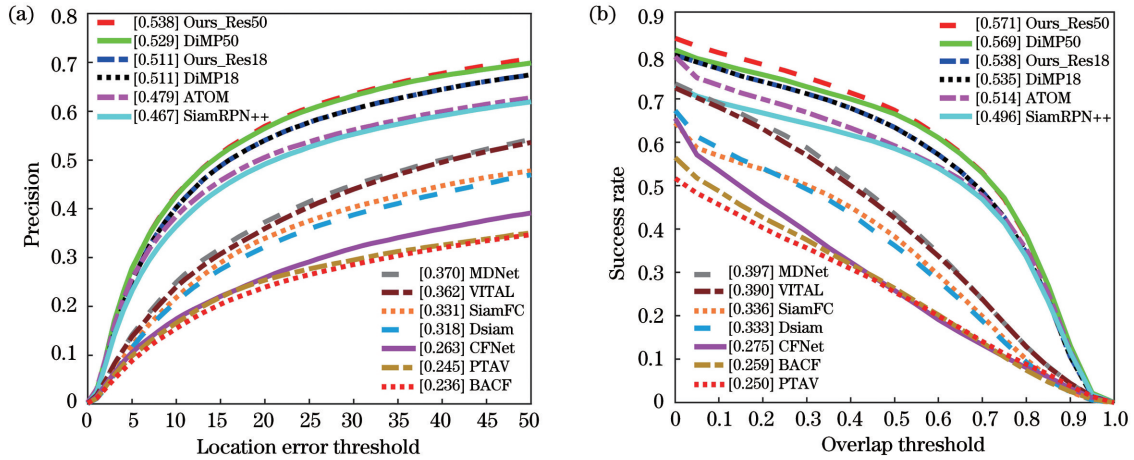 (a)
0.8
0.7
0.6
0.5
0.4
0.3
0.2
0.1
0
Precision
[0.538] Ours_Res50
[0.529] DiMP50
[0.511] Ours_Res18
[0.511] DiMP18
[0.479] ATOM
[0.467] SiamRPN++
[0.370] MDNet
[0.362] VITAL
[0.331] SiamFC
[0.318] Dsiam
[0.263] CFNet
[0.245] PTAV
[0.236] BACF
0 5 10 15 20 25 30 35 40 45 50
Location error threshold
(b)
0.9
0.8
0.7
0.6
0.5
0.4
0.3
0.2
0.1
0
Success rate
[0.571] Ours_Res50
[0.569] DiMP50
[0.538] Ours_Res18
[0.535] DiMP18
[0.514] ATOM
[0.496] SiamRPN++
[0.397] MDNet
[0.390] VITAL
[0.336] SiamFC
[0.333] Dsiam
[0.275] CFNet
[0.259] BACF
[0.250] PTAV
0 0.1 0.2 0.3 0.4 0.5 0.6 0.7 0.8 0.9 1.0
Overlap threshold